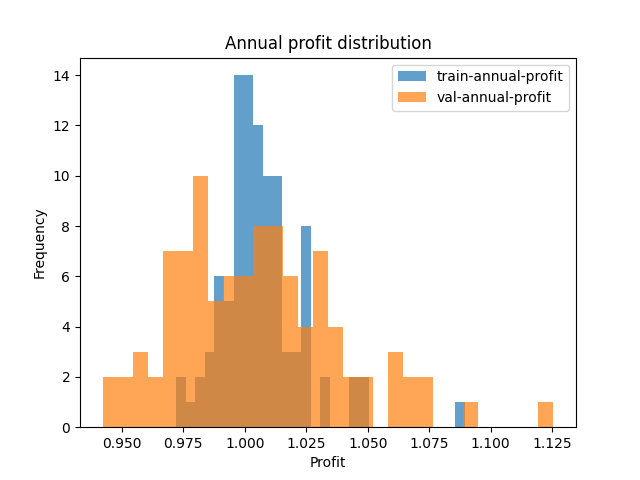 Annual profit distribution
train-annual-profit
val-annual-profit
14
12
10
8
6
4
2
0
Frequency
0.950 0.975 1.000 1.025 1.050 1.075 1.100 1.125
Profit